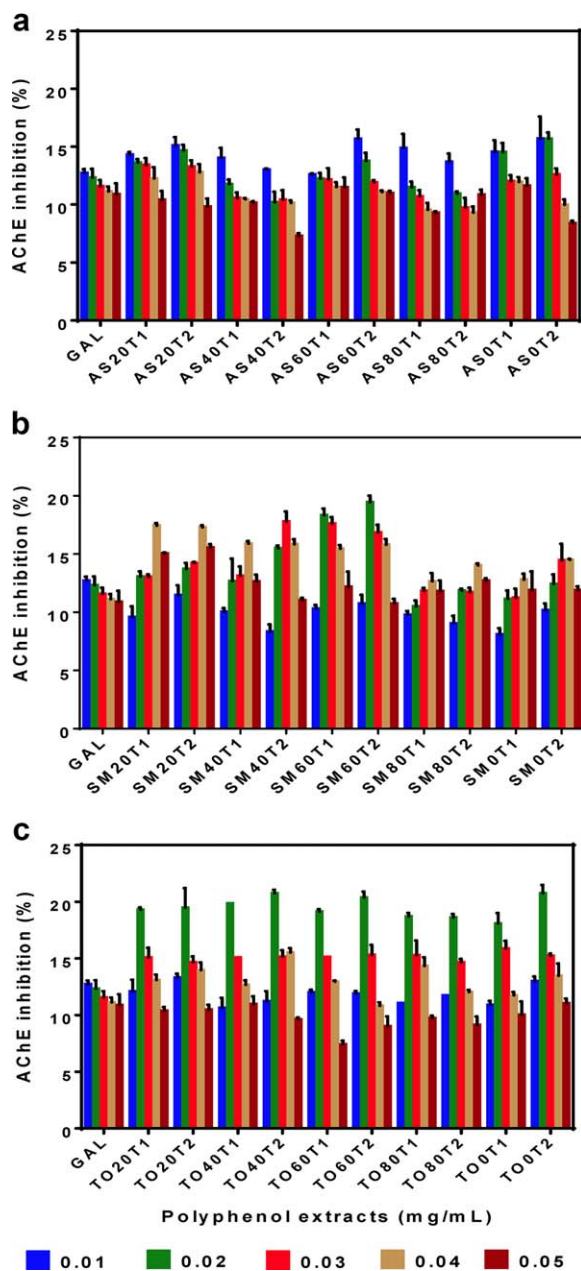 a
25
20
15
10
5
0
AChE inhibition (%)
GAL
AS20T1
AS20T2
AS40T1
AS40T2
AS60T1
AS60T2
AS80T1
AS80T2
AS0T1
AS0T2
b
25
20
15
10
5
0
AChE inhibition (%)
GAL
SM20T1
SM20T2
SM40T1
SM40T2
SM60T1
SM60T2
SM80T1
SM80T2
SM0T1
SM0T2
c
25
20
15
10
5
0
AChE inhibition (%)
GAL
TO20T1
TO20T2
TO40T1
TO40T2
TO60T1
TO60T2
TO80T1
TO80T2
TO0T1
TO0T2
Polyphenol extracts (mg/mL)
0.01 0.02 0.03 0.04 0.05